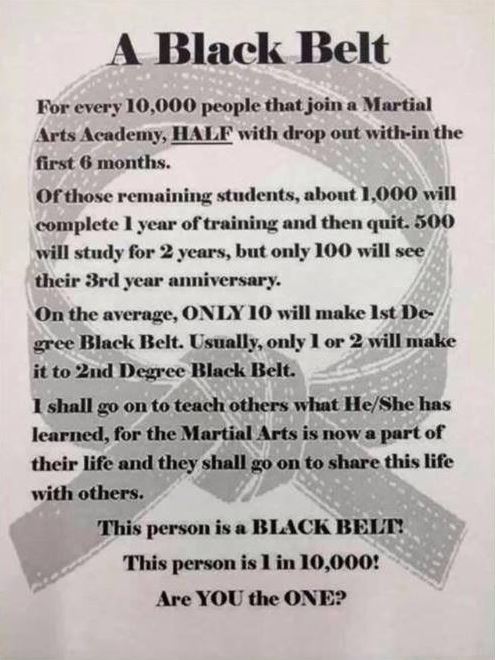 A Black Belt
For every 10,000 people that join a Martial
Arts Academy, HALF with drop out with-in the
first 6 months.
Of those remaining students, about 1,000 will
complete 1 year of training and then quit. 500
will study for 2 years, but only 100 will see
their 3rd year anniversary.
On the average, ONLY 10 will make 1st De-
gree Black Belt. Usually, only 1 or 2 will make
it to 2nd Degree Black Belt.
1 shall go on to teach others what He/She has
learned, for the Martial Arts is now a part of
their life and they shall go on to share this life
with others.
This person is a BLACK BELT!
This person is 1 in 10,000!
Are YOU the ONE?